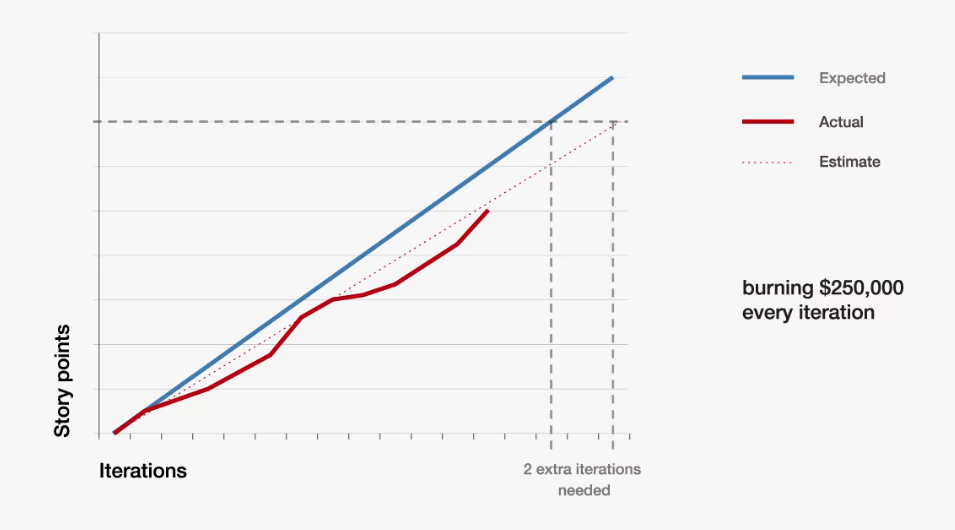 Expected
Actual
Estimate
burning $250,000
every iteration
Story points
Iterations
2 extra iterations
needed